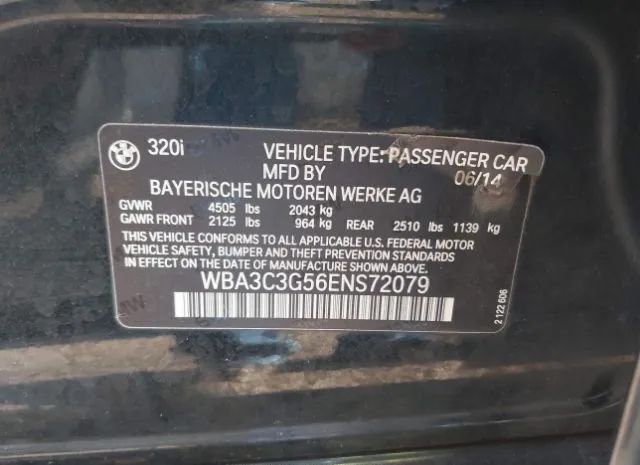 320i VEHICLE TYPE: PASSENGER CAR
MFD BY 06/14
BAYERISCHE MOTOREN WERKE AG
GVWR 4505 lbs 2043 kg
GAWR FRONT 2125 lbs 964 kg REAR 2510 lbs 1139 kg
THIS VEHICLE CONFORMS TO ALL APPLICABLE U.S. FEDERAL MOTOR
VEHICLE SAFETY, BUMPER AND THEFT PREVENTION STANDARDS
IN EFFECT ON THE DATE OF MANUFACTURE SHOWN ABOVE.
WBA3C3G56ENS72079
2 122 606